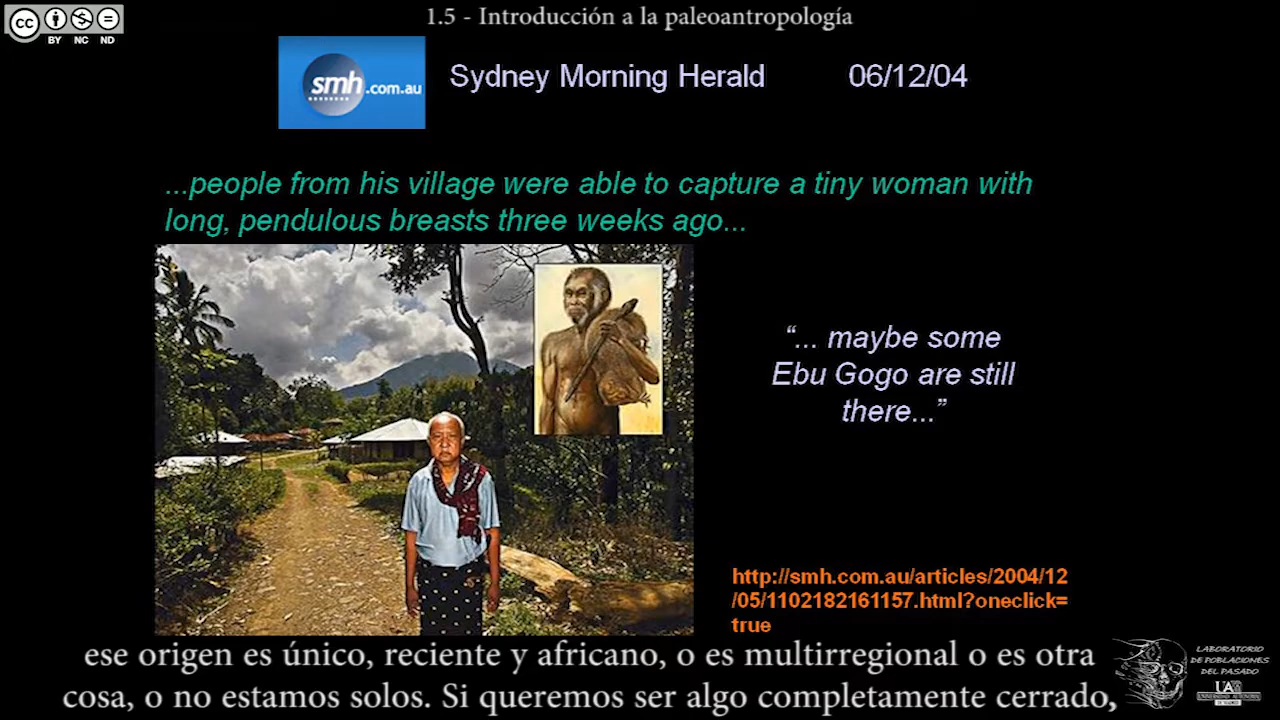 1.5 - Introducción a la paleoantropología
cc
BY NC ND
smh.com.au
Sydney Morning Herald 06/12/04
...people from his village were able to capture a tiny woman with
long, pendulous breasts three weeks ago...
“... maybe some
Ebu Gogo are still
there...”
http://smh.com.au/articles/2004/12
/05/1102182161157.html?oneclick=
true
ese origen es único, reciente y africano, o es multirregional o es otra
cosa, o no estamos solos. Si queremos ser algo completamente cerrado,
LABORATORIO
DE POBLACIONES
DEL PASADO
UA